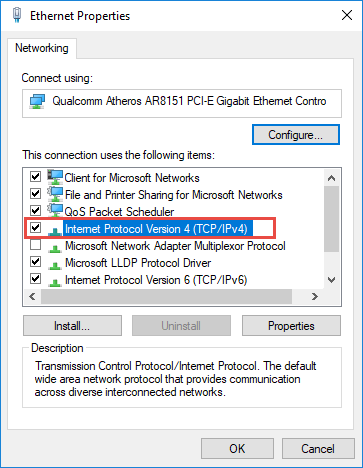 Ethernet Properties
Networking
Connect using:
Qualcomm Atheros AR8151 PCI-E Gigabit Ethernet Contro
Configure...
This connection uses the following items:
Client for Microsoft Networks
File and Printer Sharing for Microsoft Networks
QoS Packet Scheduler
Internet Protocol Version 4 (TCP/IPv4)
Microsoft Network Adapter Multiplexor Protocol
Microsoft LLDP Protocol Driver
Internet Protocol Version 6 (TCP/IPv6)
Install...
Uninstall
Properties
Description
Transmission Control Protocol/Internet Protocol. The default
wide area network protocol that provides communication
across diverse interconnected networks.
OK
Cancel